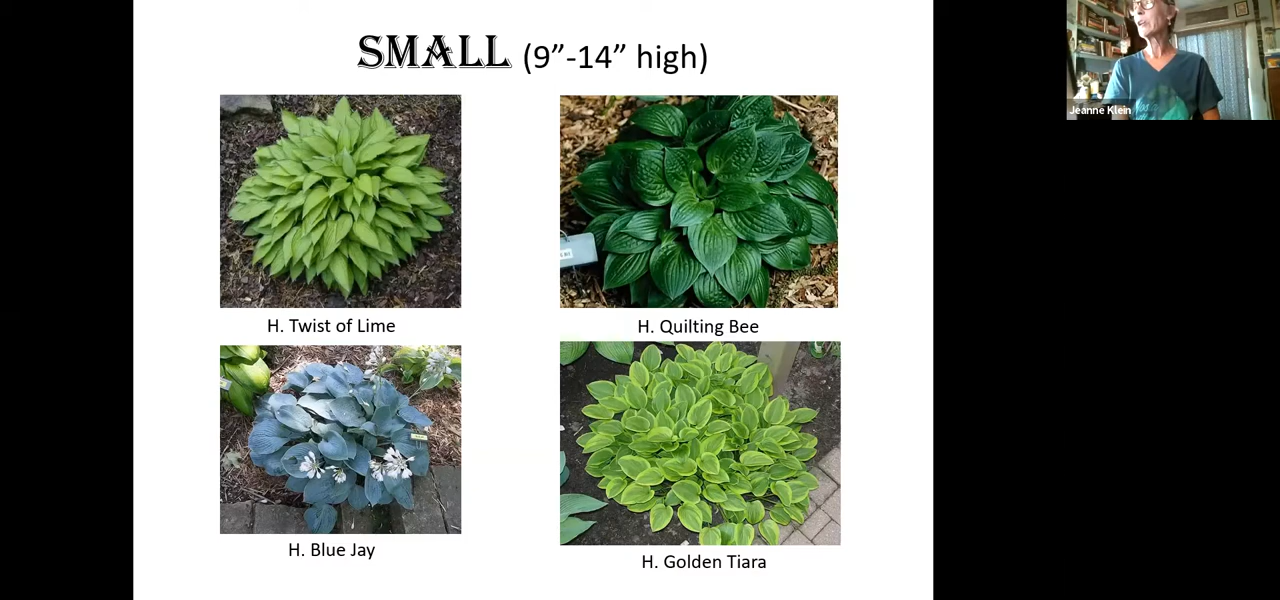 SMALL (9”-14” high)
Jeanne Klein
H. Twist of Lime
H. Quilting Bee
H. Blue Jay
H. Golden Tiara